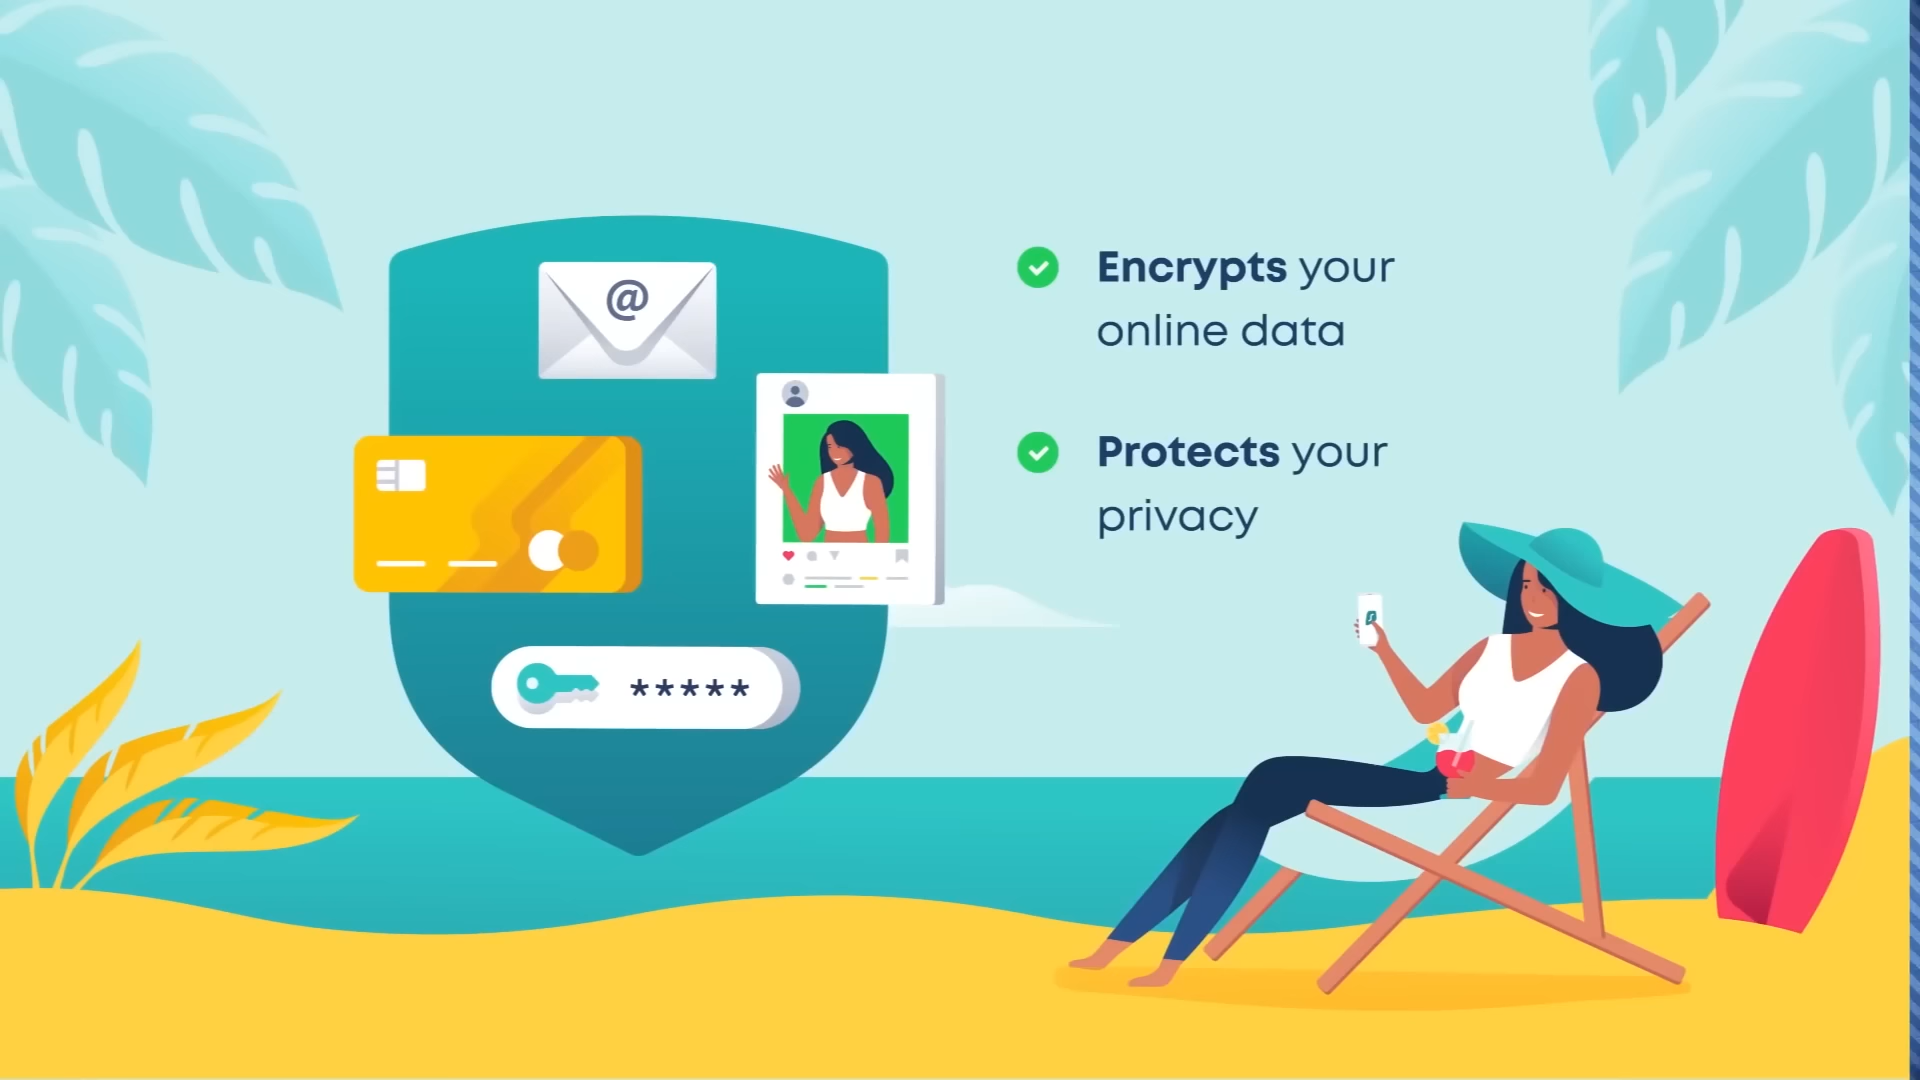 @
*****
Encrypts your
online data
Protects your
privacy